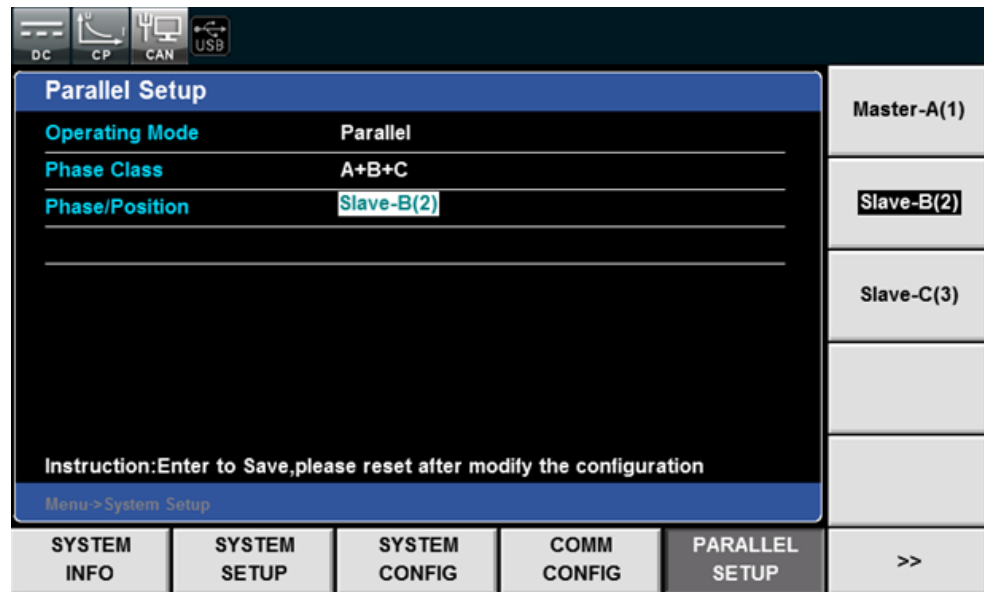 DC CP CAN USB
U I
Parallel Setup
Operating Mode Parallel
Phase Class A+B+C
Phase/Position Slave-B(2)
Instruction:Enter to Save,please reset after modify the configuration
Menu->System Setup
Master-A(1)
Slave-B(2)
Slave-C(3)
SYSTEM INFO
SYSTEM SETUP
SYSTEM CONFIG
COMM CONFIG
PARALLEL SETUP
>>